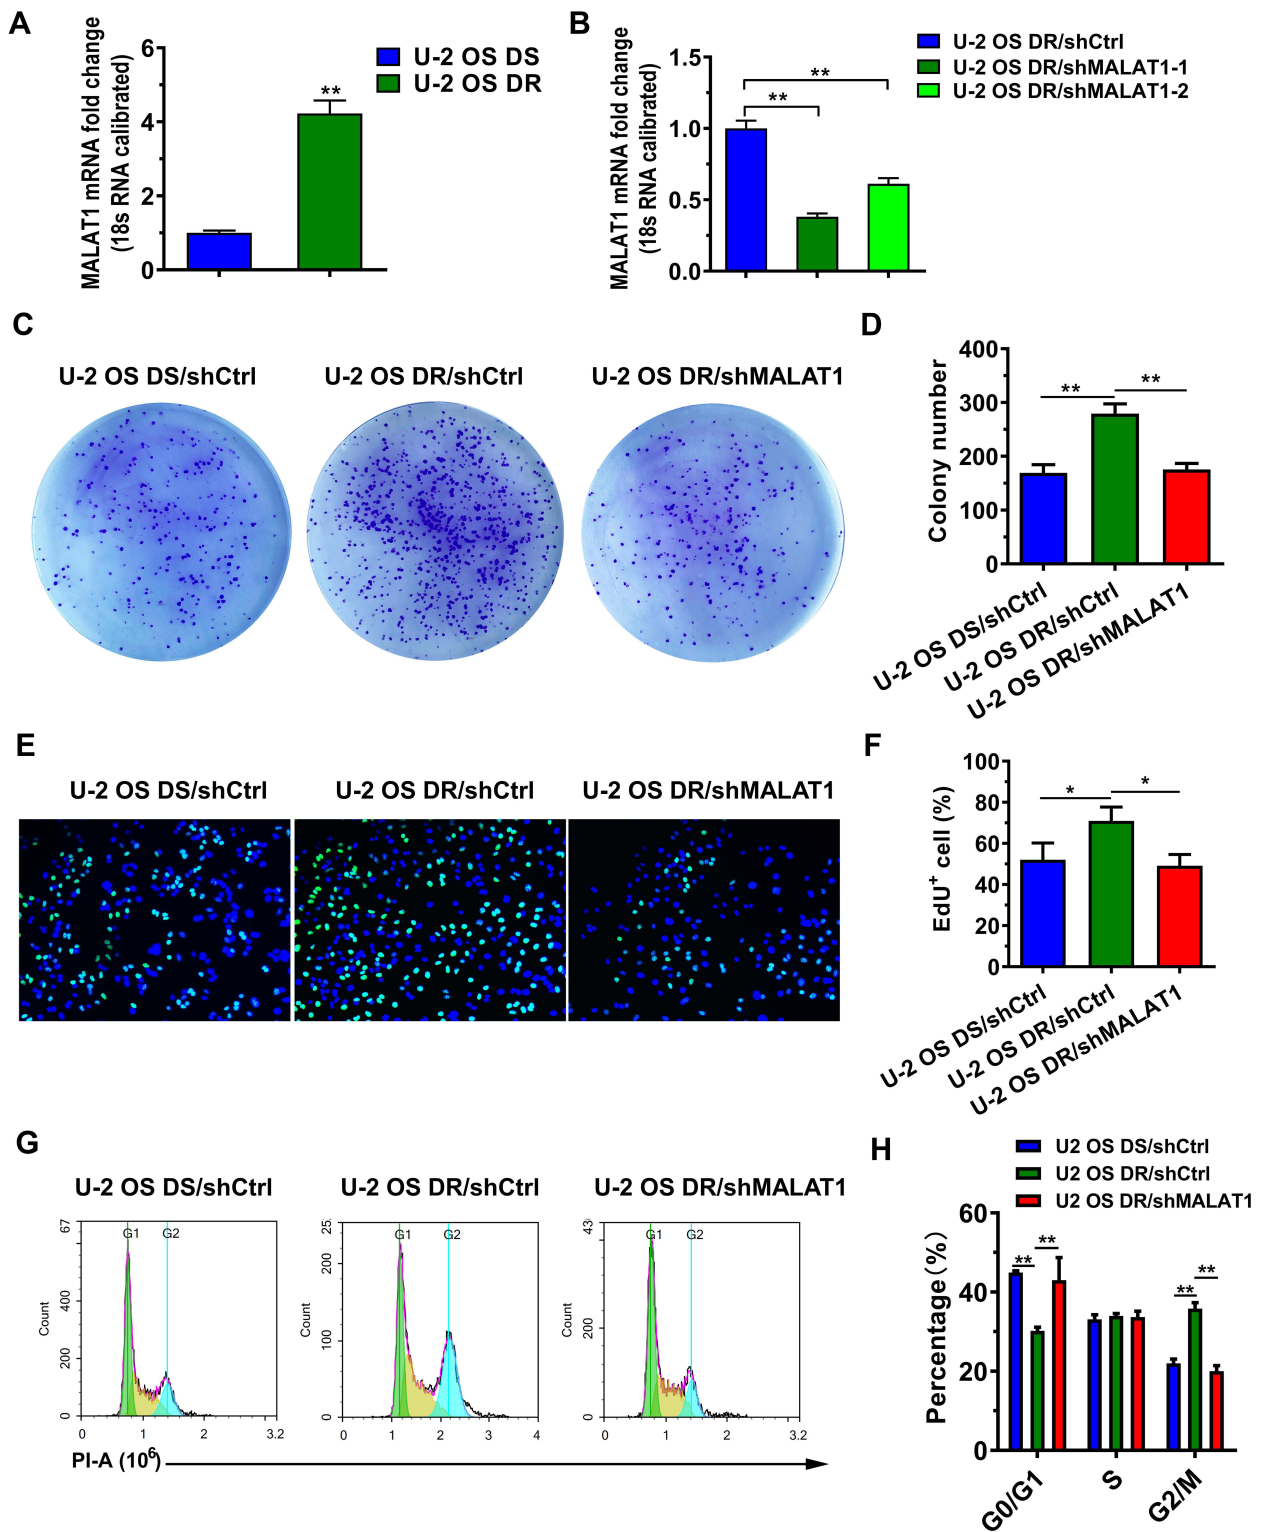 A
MALAT1 mRNA fold change
(18s RNA calibrated)
6
4
2
0
**
U-2 OS DS
U-2 OS DR
B
MALAT1 mRNA fold change
(18s RNA calibrated)
1.5
1.0
0.5
0.0
**
**
U-2 OS DR/shCtrl
U-2 OS DR/shMALAT1-1
U-2 OS DR/shMALAT1-2
C
U-2 OS DS/shCtrl
U-2 OS DR/shCtrl
U-2 OS DR/shMALAT1
D
Colony number
400
300
200
100
0
**
**
U-2 OS DS/shCtrl
U-2 OS DR/shCtrl
U-2 OS DR/shMALAT1
E
U-2 OS DS/shCtrl
U-2 OS DR/shCtrl
U-2 OS DR/shMALAT1
F
EdU+ cell (%)
100
80
60
40
20
0
*
*
U-2 OS DS/shCtrl
U-2 OS DR/shCtrl
U-2 OS DR/shMALAT1
G
U-2 OS DS/shCtrl
U-2 OS DR/shCtrl
U-2 OS DR/shMALAT1
67
400
200
0
Count
G1
G2
0
1
2
3.2
25
200
100
0
Count
G1
G2
0
1
2
3
4
43
200
0
Count
G1
G2
0
1
2
3.2
PI-A (10^6)
H
U2 OS DS/shCtrl
U2 OS DR/shCtrl
U2 OS DR/shMALAT1
Percentage (%)
60
40
20
0
**
**
**
**
G0/G1
S
G2/M